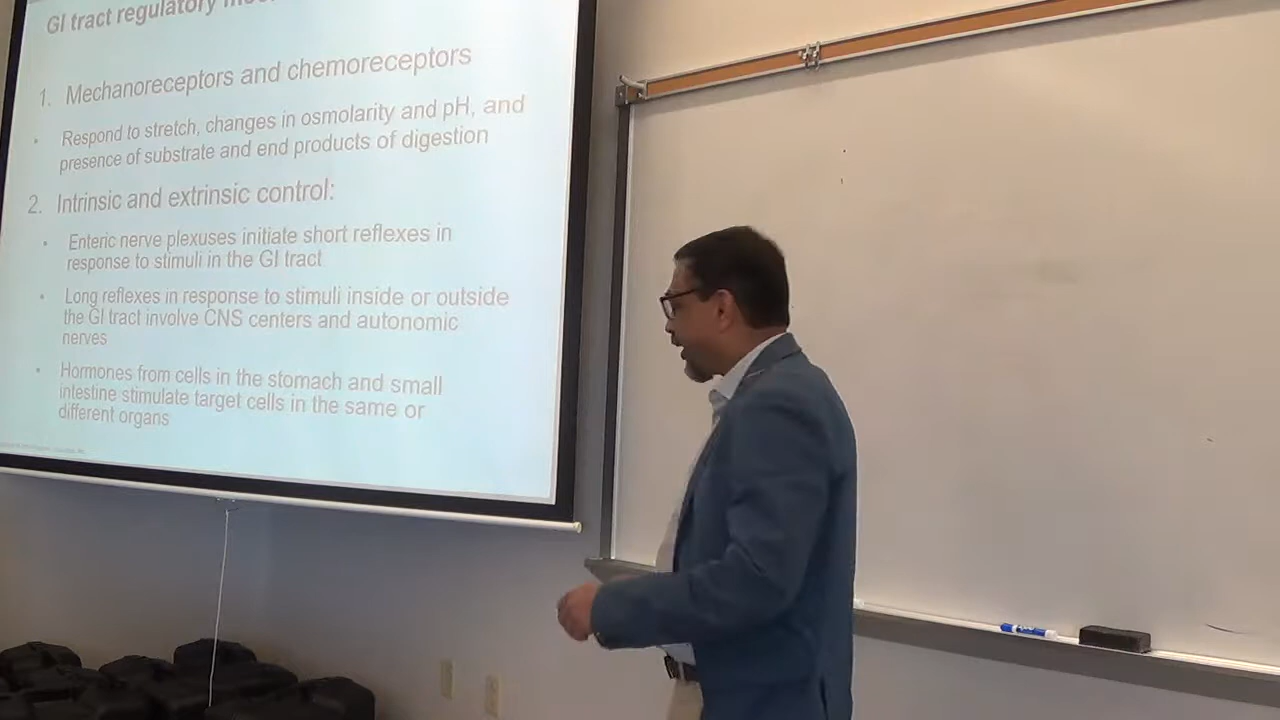 GI tract regulatory
1. Mechanoreceptors and chemoreceptors
• Respond to stretch, changes in osmolarity and pH, and
presence of substrate and end products of digestion
2. Intrinsic and extrinsic control:
• Enteric nerve plexuses initiate short reflexes in
response to stimuli in the GI tract
• Long reflexes in response to stimuli inside or outside
the GI tract involve CNS centers and autonomic
nerves
• Hormones from cells in the stomach and small
intestine stimulate target cells in the same or
different organs